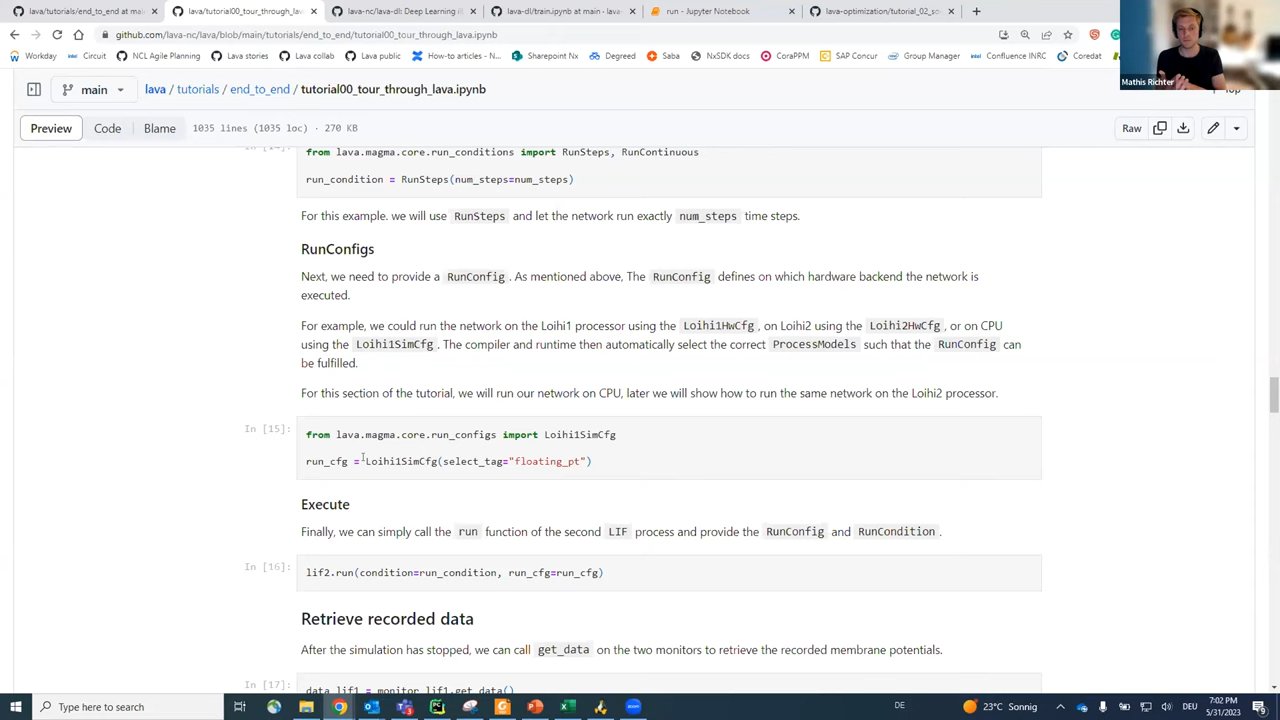 lava/tutorials/end_to_end at m
lava/tutorial00_tour_through_lava
lava-nc/lava-dl: Deep Learning li
lava-dl/train.ipynb at main · lava
run - Jupyter Notebook
lava-optimization/tutorial_02_so
github.com/lava-nc/lava/blob/main/tutorials/end_to_end/tutorial00_tour_through_lava.ipynb
Workday Circuit NCL Agile Planning Lava stories Lava collab Lava public How-to articles - N... Sharepoint Nx Degreed Saba NxSDK docs CoraPPM SAP Concur Group Manager Confluence INRC Coredat
Mathis Richter
main
lava / tutorials / end_to_end / tutorial00_tour_through_lava.ipynb
Top
Preview Code Blame 1035 lines (1035 loc) · 270 KB Raw
In [14]:
from lava.magma.core.run_conditions import RunSteps, RunContinuous
run_condition = RunSteps(num_steps=num_steps)
For this example. we will use RunSteps and let the network run exactly num_steps time steps.
RunConfigs
Next, we need to provide a RunConfig . As mentioned above, The RunConfig defines on which hardware backend the network is
executed.
For example, we could run the network on the Loihi1 processor using the Loihi1HwCfg , on Loihi2 using the Loihi2HwCfg , or on CPU
using the Loihi1SimCfg . The compiler and runtime then automatically select the correct ProcessModels such that the RunConfig can
be fulfilled.
For this section of the tutorial, we will run our network on CPU, later we will show how to run the same network on the Loihi2 processor.
In [15]:
from lava.magma.core.run_configs import Loihi1SimCfg
run_cfg = Loihi1SimCfg(select_tag="floating_pt")
Execute
Finally, we can simply call the run function of the second LIF process and provide the RunConfig and RunCondition .
In [16]:
lif2.run(condition=run_condition, run_cfg=run_cfg)
Retrieve recorded data
After the simulation has stopped, we can call get_data on the two monitors to retrieve the recorded membrane potentials.
In [17]:
data_lif1 = monitor_lif1.get_data()
Type here to search
DE
23°C Sonnig
DEU
7:02 PM
5/31/2023